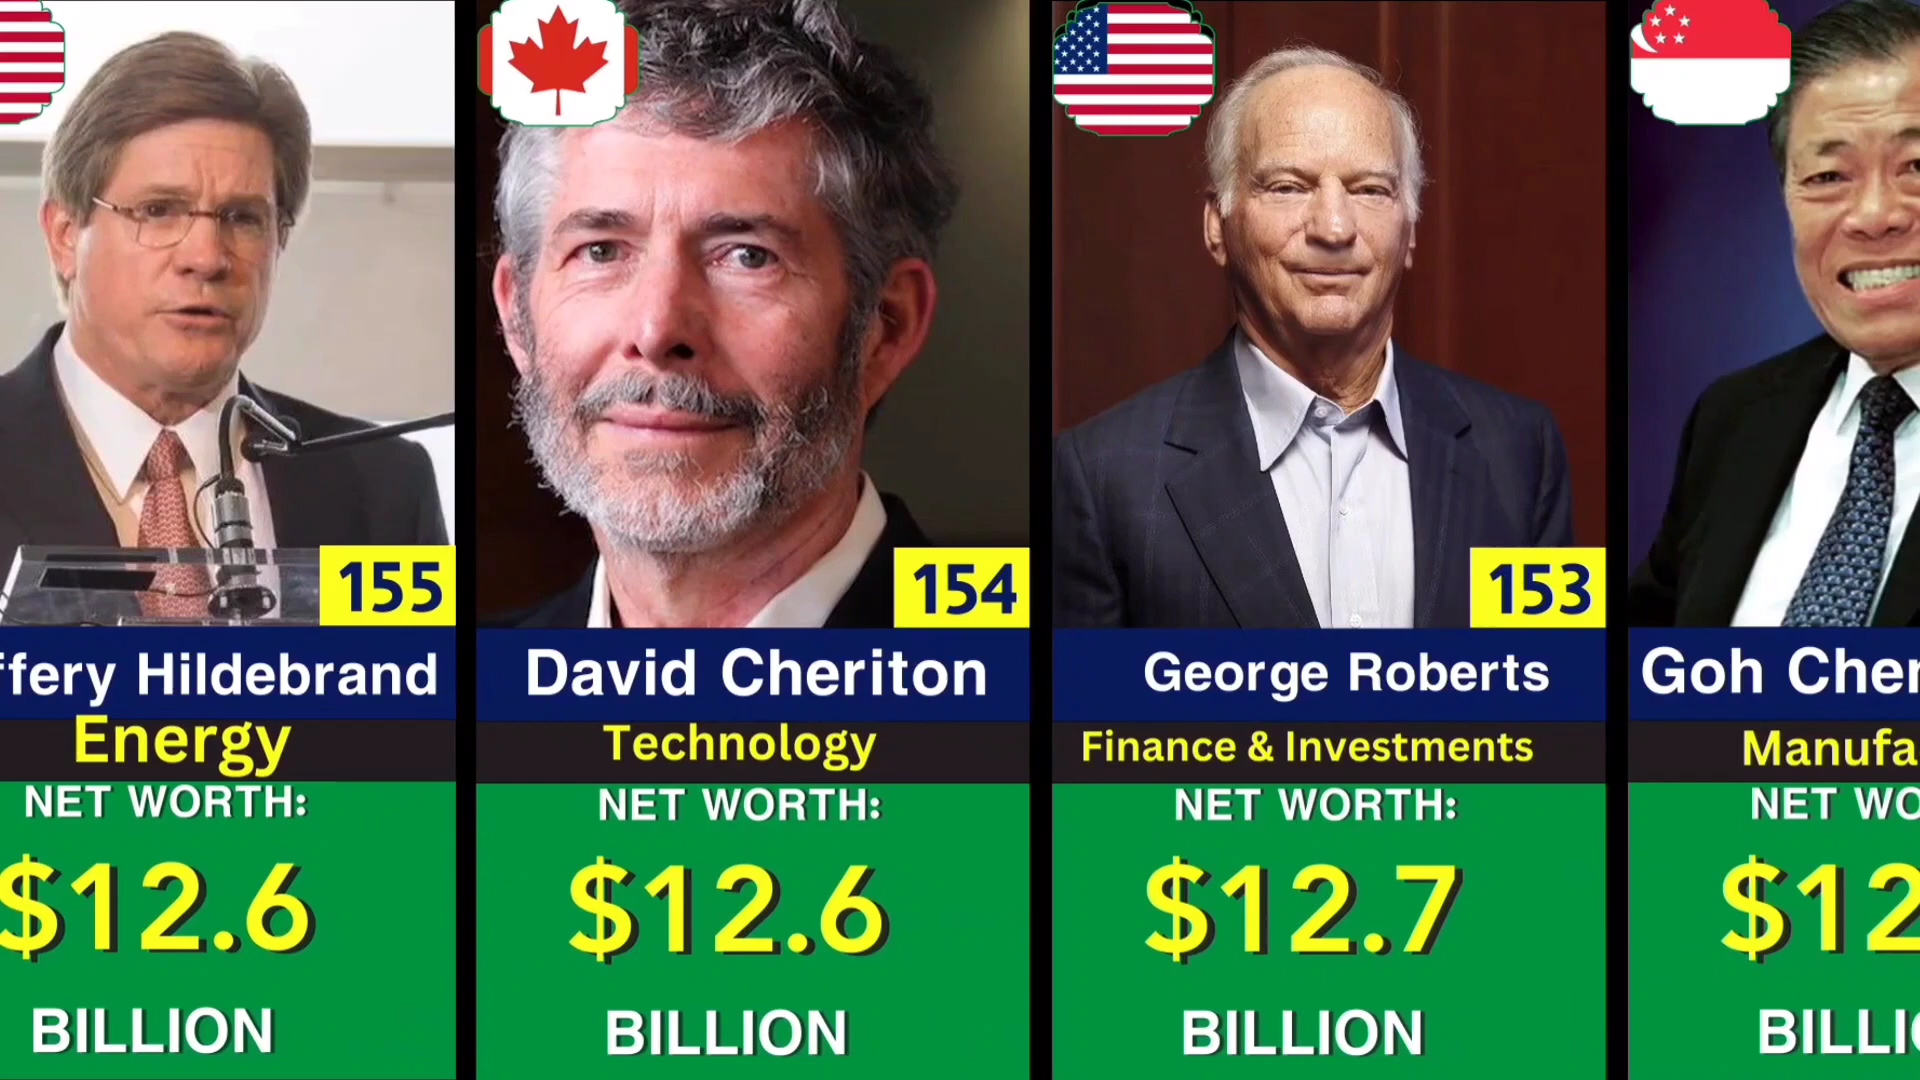 155
ffery Hildebrand
Energy
NET WORTH:
$12.6
BILLION
154
David Cheriton
Technology
NET WORTH:
$12.6
BILLION
153
George Roberts
Finance & Investments
NET WORTH:
$12.7
BILLION
Goh Cher
Manufa
NET WO
$12
BILLI